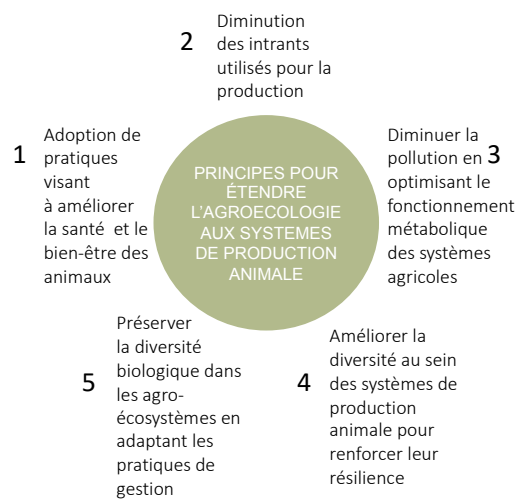 PRINCIPES POUR
ÉTENDRE
L'AGROECOLOGIE
AUX SYSTEMES
DE PRODUCTION
ANIMALE
1
Adoption de
pratiques
visant
à améliorer
la santé et le
bien-être des
animaux
2
Diminution
des intrants
utilisés pour la
production
3
Diminuer la
pollution en
optimisant le
fonctionnement
métabolique
des systèmes
agricoles
4
Améliorer la
diversité au sein
des systèmes de
production
animale pour
renforcer leur
résilience
5
Préserver
la diversité
biologique dans
les agro-
écosystèmes en
adaptant les
pratiques de
gestion